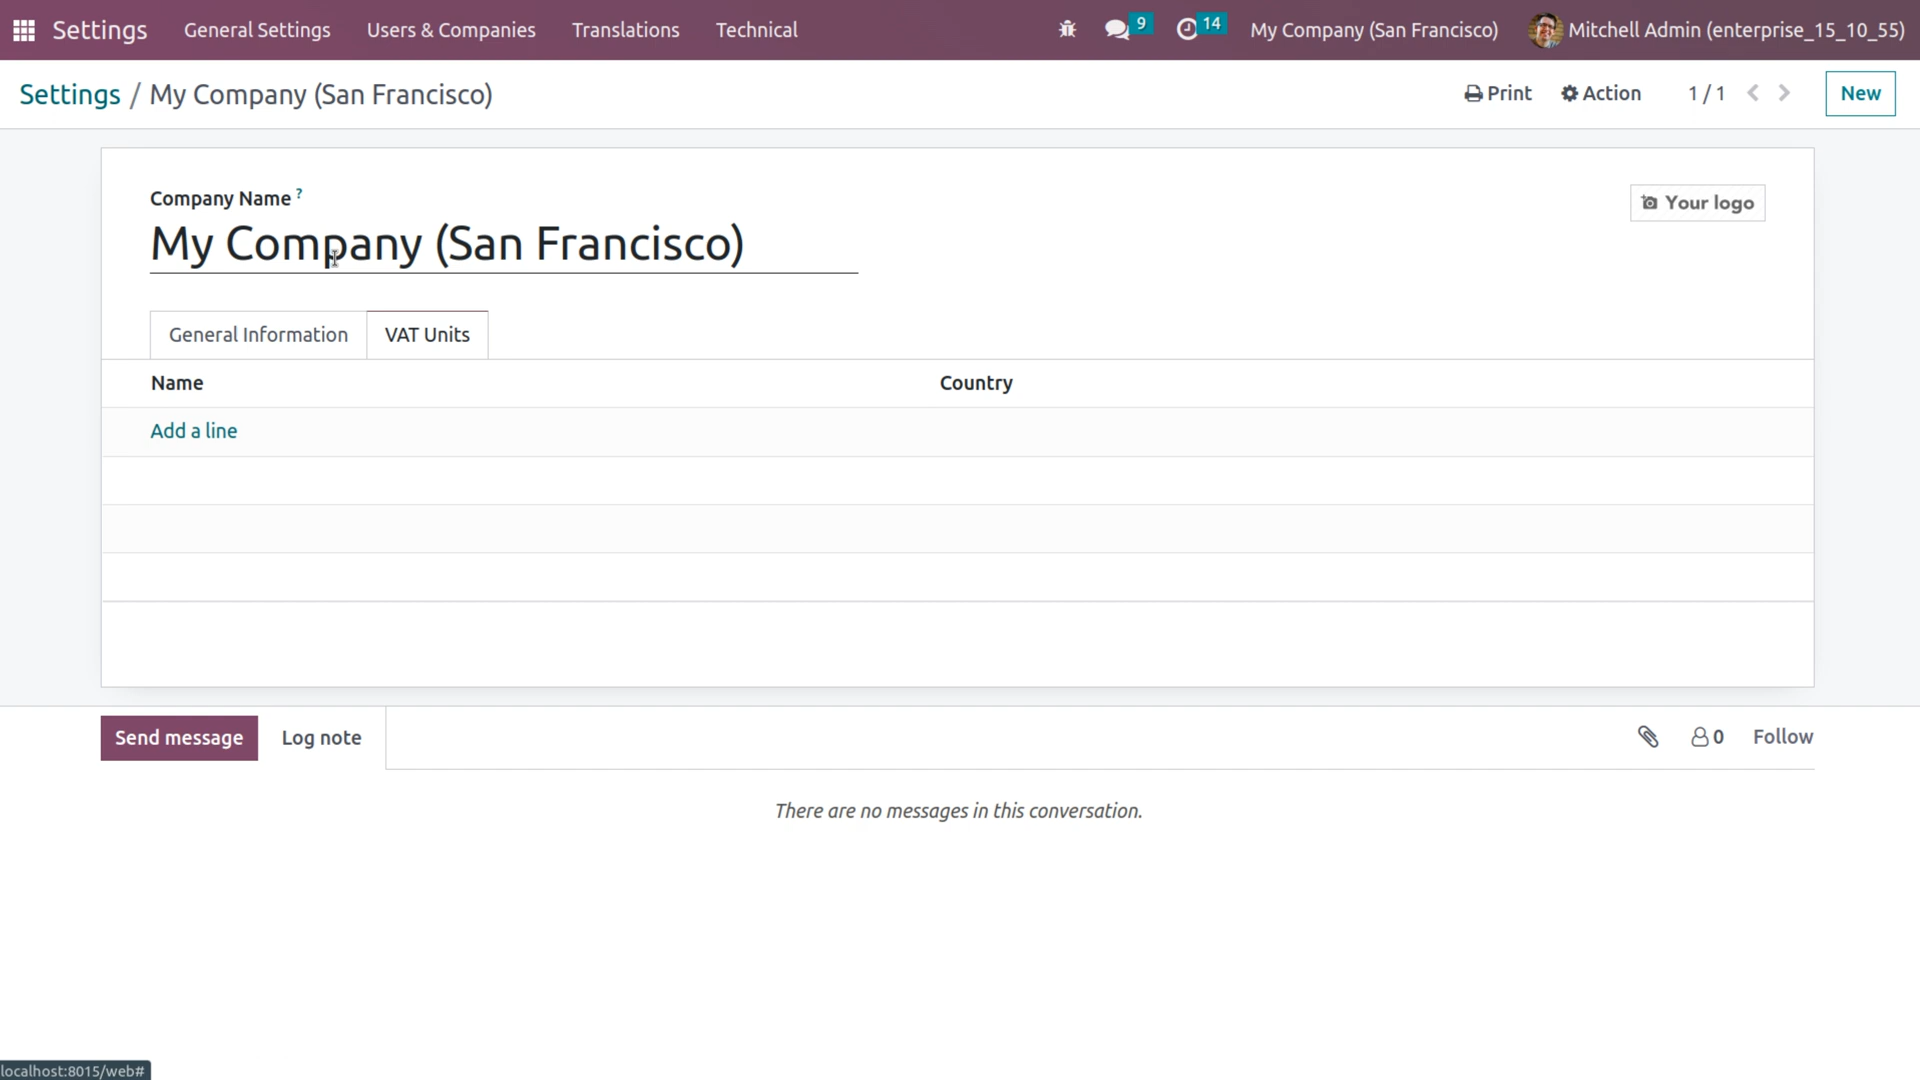 Settings General Settings Users & Companies Translations Technical 9 14 My Company (San Francisco) Mitchell Admin (enterprise_15_10_55)
Settings / My Company (San Francisco) Print Action 1 / 1 New
Company Name ?
Your logo
My Company (San Francisco)
General Information VAT Units
Name Country
Add a line
Send message Log note 0 Follow
There are no messages in this conversation.
localhost:8015/web#